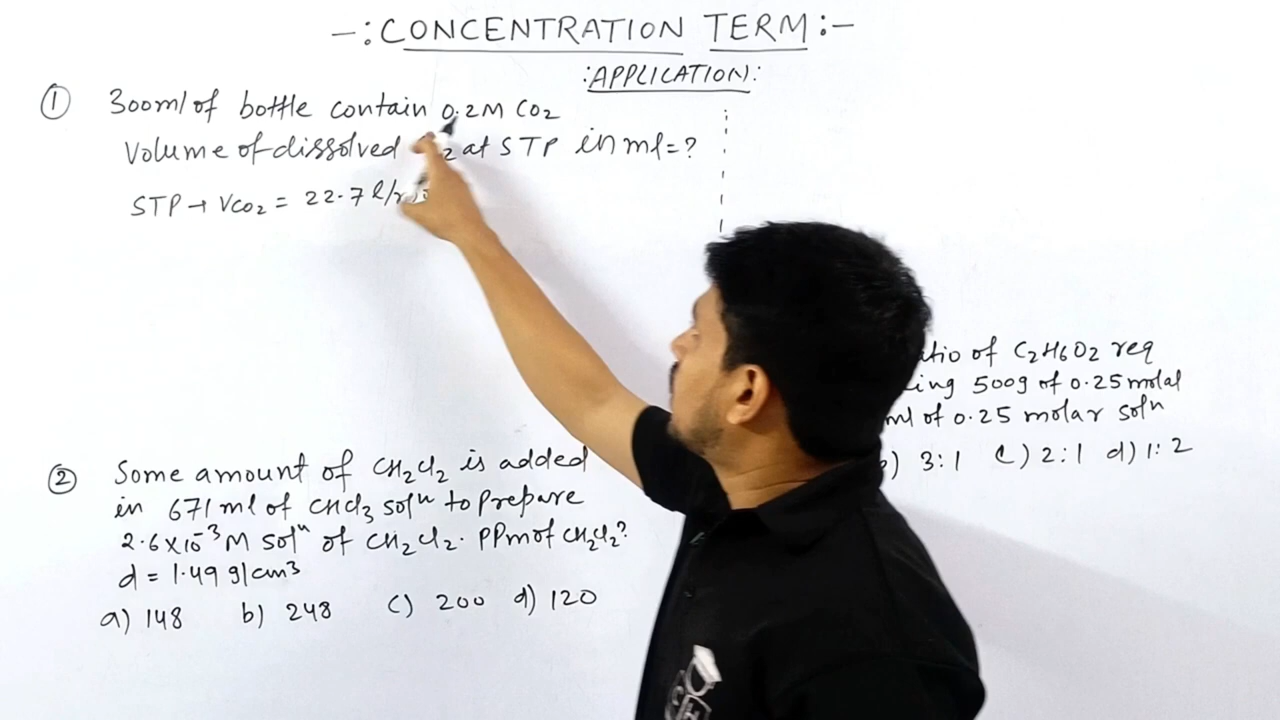 -: CONCENTRATION TERM :-
: APPLICATION :
① 300ml of bottle contain 0.2M CO2
Volume of dissolved at STP in ml = ?
STP → VCO2 = 22.7 l/
② Some amount of CH2Cl2 is added
in 671 ml of CHCl3 solⁿ to prepare
2.6×10⁻³ M solⁿ of CH2Cl2. PPm of CH2Cl2?
d = 1.49 g/cm³
a) 148 b) 248 c) 200 d) 120
of C2H6O2 req
500g of 0.25 molal
ml of 0.25 molar solⁿ
3:1 c) 2:1 d) 1:2